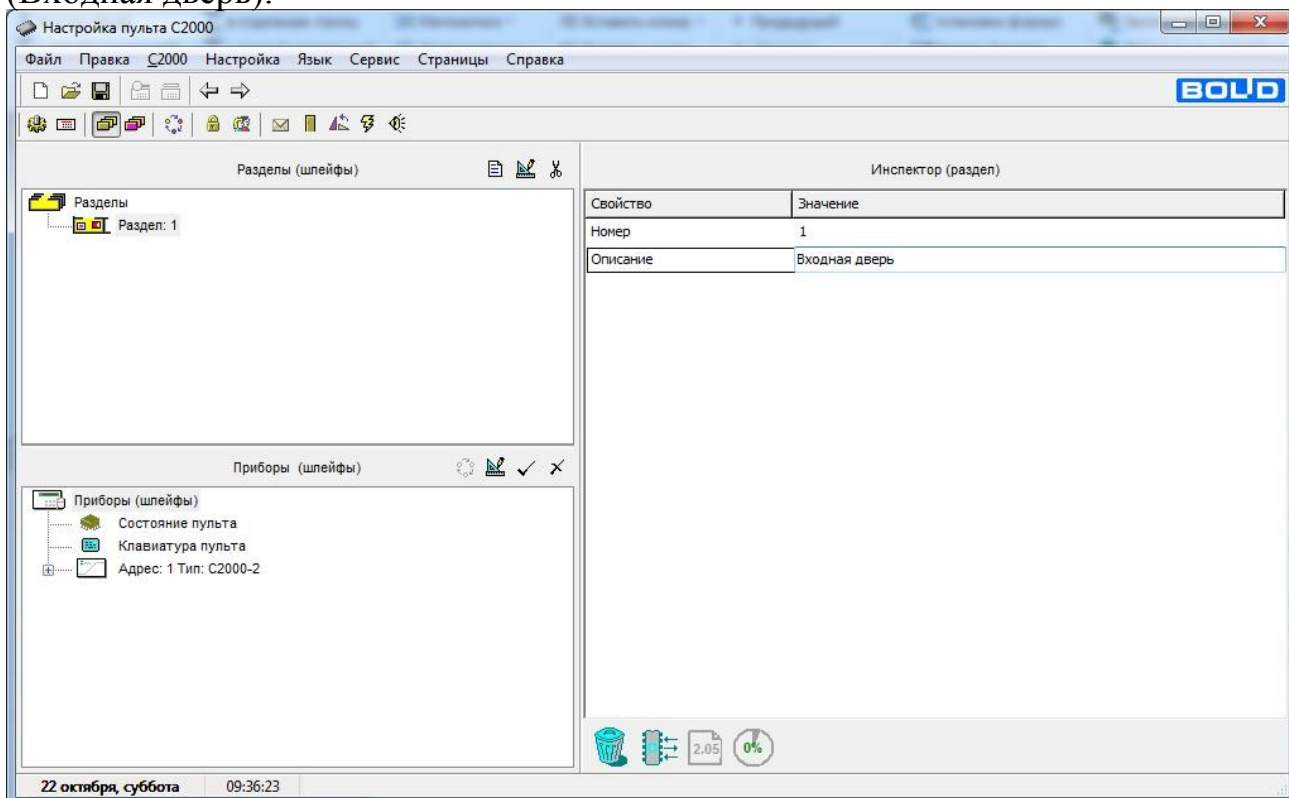 (Входная дверь).
Настройка пульта С2000
Файл Правка С2000 Настройка Язык Сервис Страницы Справка
BOLID
Разделы (шлейфы)
Разделы
Раздел: 1
Приборы (шлейфы)
Приборы (шлейфы)
Состояние пульта
Клавиатура пульта
Адрес: 1 Тип: С2000-2
Инспектор (раздел)
Свойство Значение
Номер 1
Описание Входная дверь
2.05 0%
22 октября, суббота 09:36:23